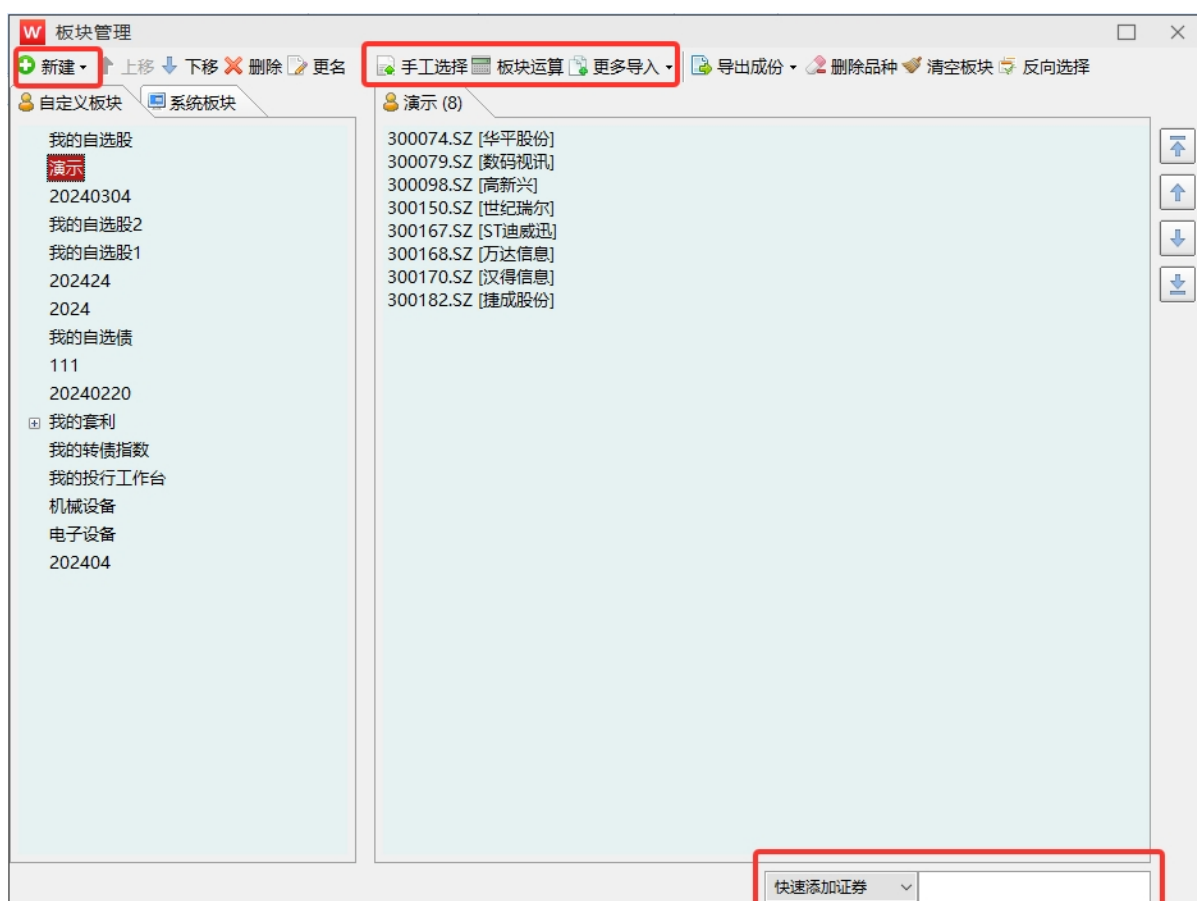 W 板块管理
新建 上移 下移 删除 更名 手工选择 板块运算 更多导入 导出成份 删除品种 清空板块 反向选择
自定义板块 系统板块 演示 (8)
我的自选股
演示
20240304
我的自选股2
我的自选股1
202424
2024
我的自选债
111
20240220
我的套利
我的转债指数
我的投行工作台
机械设备
电子设备
202404
300074.SZ [华平股份]
300079.SZ [数码视讯]
300098.SZ [高新兴]
300150.SZ [世纪瑞尔]
300167.SZ [ST迪威迅]
300168.SZ [万达信息]
300170.SZ [汉得信息]
300182.SZ [捷成股份]
快速添加证券